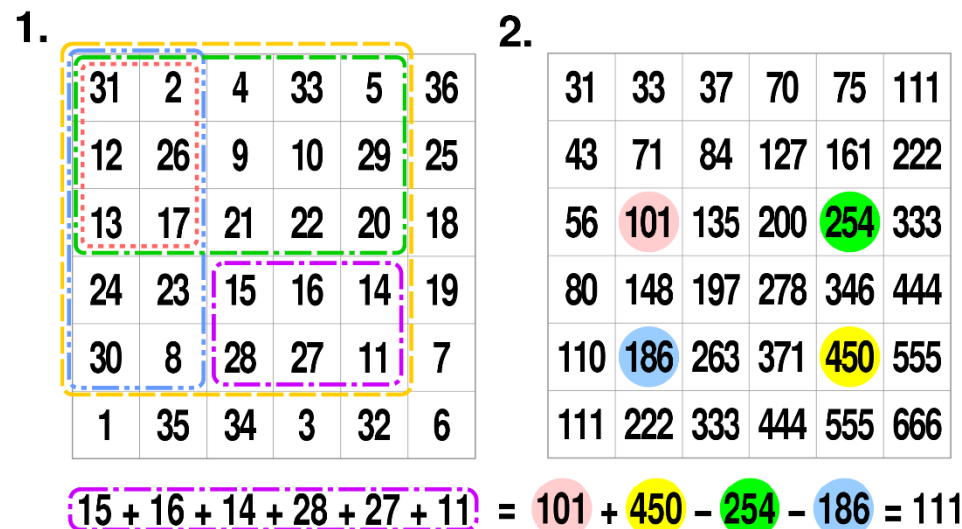 1. 2.
31 2 4 33 5 36
12 26 9 10 29 25
13 17 21 22 20 18
24 23 15 16 14 19
30 8 28 27 11 7
1 35 34 3 32 6
31 33 37 70 75 111
43 71 84 127 161 222
56 101 135 200 254 333
80 148 197 278 346 444
110 186 263 371 450 555
111 222 333 444 555 666
15 + 16 + 14 + 28 + 27 + 11 = 101 + 450 − 254 − 186 = 111